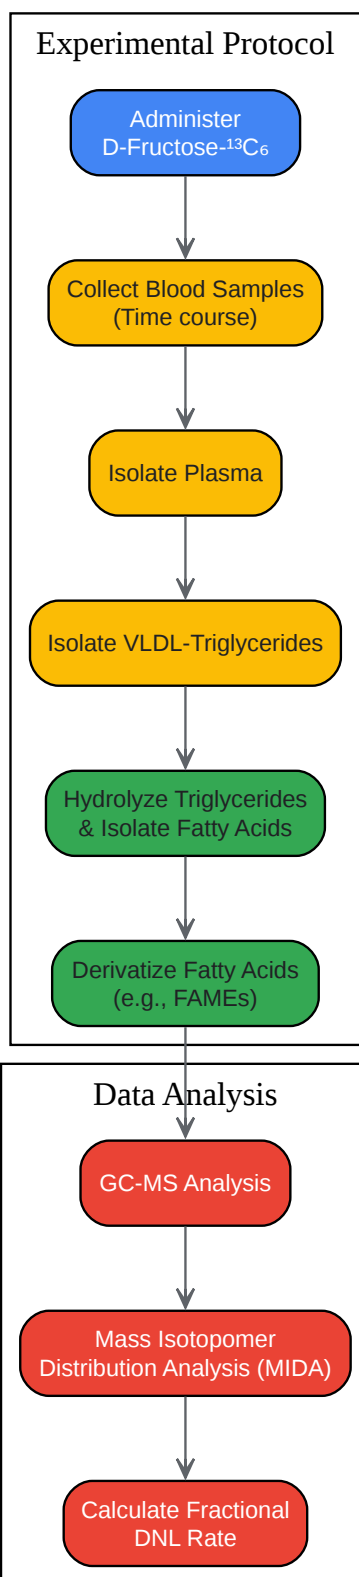 Experimental Protocol
Administer
D-Fructose-¹³C₆
Collect Blood Samples
(Time course)
Isolate Plasma
Isolate VLDL-Triglycerides
Hydrolyze Triglycerides
& Isolate Fatty Acids
Derivatize Fatty Acids
(e.g., FAMEs)
Data Analysis
GC-MS Analysis
Mass Isotopomer
Distribution Analysis (MIDA)
Calculate Fractional
DNL Rate